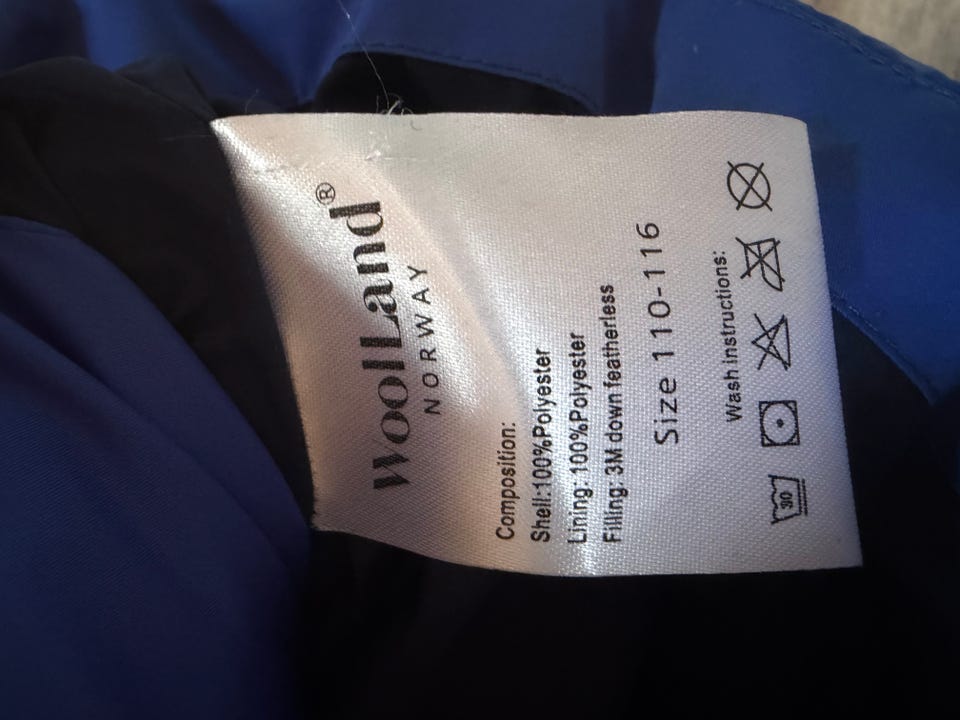 WoolLand®
NORWAY
Composition:
Shell:100%Polyester
Lining: 100%Polyester
Filling: 3M down featherless
Size 110-116
Wash instructions:
30